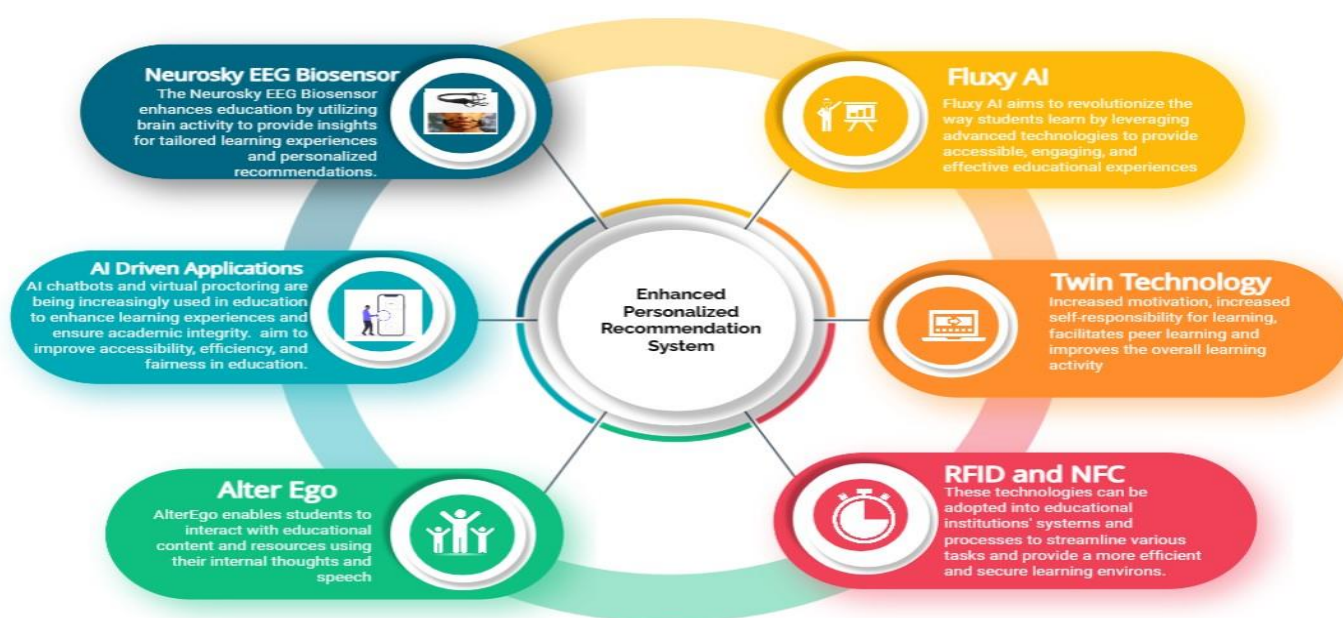 Neurosky EEG Biosensor
The Neurosky EEG Biosensor
enhances education by utilizing
brain activity to provide insights
for tailored learning experiences
and personalized
recommendations.
Fluxy AI
Fluxy AI aims to revolutionize the
way students learn by leveraging
advanced technologies to provide
accessible, engaging, and
effective educational experiences
AI Driven Applications
AI chatbots and virtual proctoring are
being increasingly used in education
to enhance learning experiences and
ensure academic integrity. aim to
improve accessibility, efficiency, and
fairness in education.
Enhanced
Personalized
Recommendation
System
Twin Technology
Increased motivation, increased
self-responsibility for learning,
facilitates peer learning and
improves the overall learning
activity
Alter Ego
AlterEgo enables students to
interact with educational
content and resources using
their internal thoughts and
speech
RFID and NFC
These technologies can be
adopted into educational
institutions' systems and
processes to streamline various
tasks and provide a more efficient
and secure learning environs.